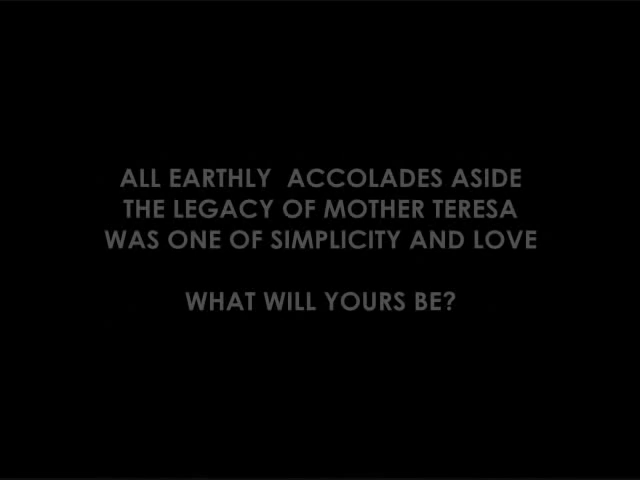 ALL EARTHLY  ACCOLADES ASIDE
THE LEGACY OF MOTHER TERESA
WAS ONE OF SIMPLICITY AND LOVE
WHAT WILL YOURS BE?